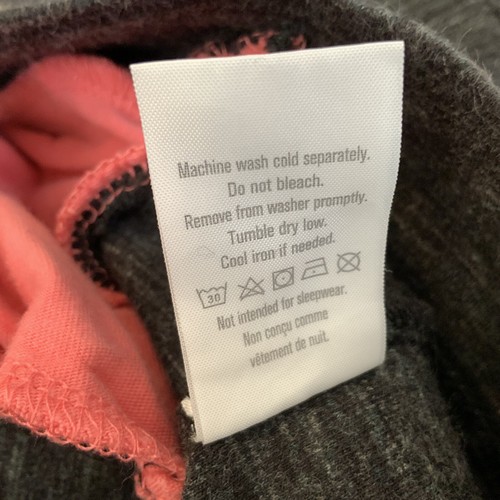 Machine wash cold separately.
Do not bleach.
Remove from washer promptly.
Tumble dry low.
Cool iron if needed.
30
Not intended for sleepwear.
Non conçu comme
vêtement de nuit.